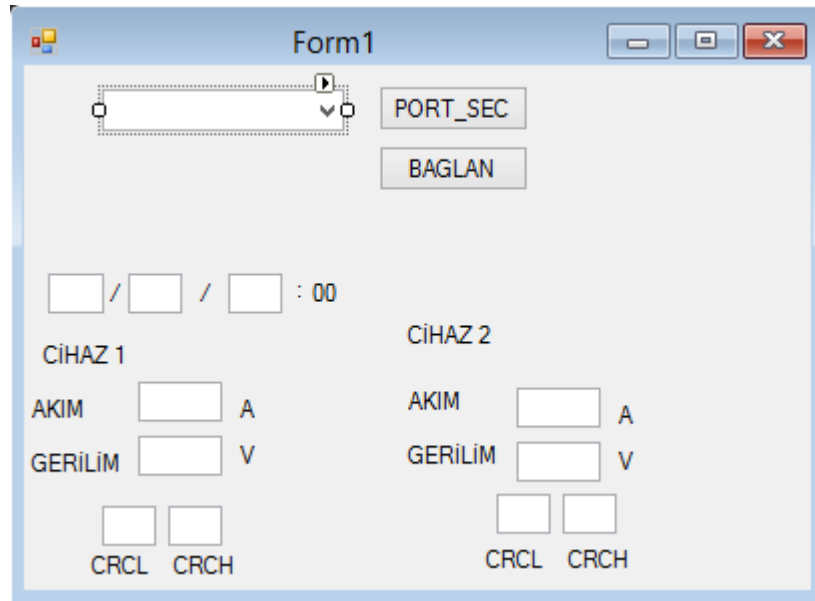 Form1
PORT_SEC
BAGLAN
/ / : 00
CİHAZ 1
CİHAZ 2
AKIM A
AKIM A
GERİLİM V
GERİLİM V
CRCL CRCH
CRCL CRCH